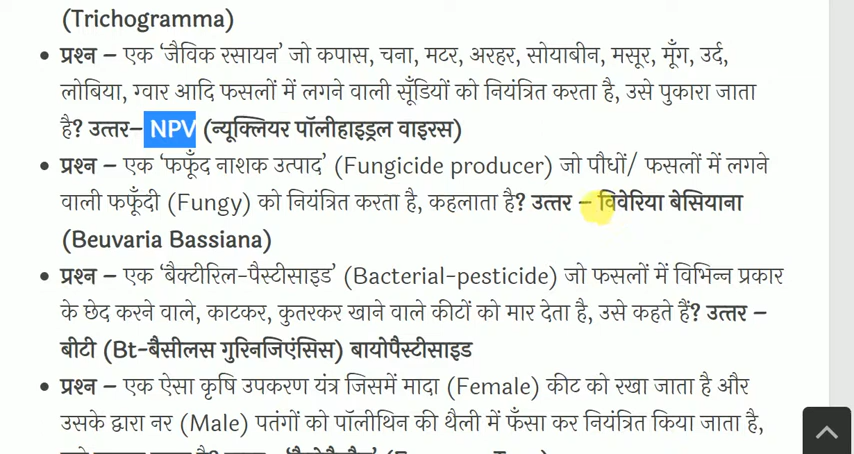 (Trichogramma)
• प्रश्न – एक ‘जैविक रसायन’ जो कपास, चना, मटर, अरहर, सोयाबीन, मसूर, मूँग, उर्द,
लोबिया, ग्वार आदि फसलों में लगने वाली सूँडियों को नियंत्रित करता है, उसे पुकारा जाता
है? उत्तर– NPV (न्यूक्लियर पॉलीहाइड्रल वाइरस)
• प्रश्न – एक ‘फफूँद नाशक उत्पाद’ (Fungicide producer) जो पौधों/ फसलों में लगने
वाली फफूँदी (Fungy) को नियंत्रित करता है, कहलाता है? उत्तर – विवेरिया बेसियाना
(Beuvaria Bassiana)
• प्रश्न – एक ‘बैक्टीरिल-पैस्टीसाइड’ (Bacterial-pesticide) जो फसलों में विभिन्न प्रकार
के छेद करने वाले, काटकर, कुतरकर खाने वाले कीटों को मार देता है, उसे कहते हैं? उत्तर –
बीटी (Bt-बैसीलस गुरिनजिएंसिस) बायोपैस्टीसाइड
• प्रश्न – एक ऐसा कृषि उपकरण यंत्र जिसमें मादा (Female) कीट को रखा जाता है और
उसके द्वारा नर (Male) पतंगों को पॉलीथिन की थैली में फँसा कर नियंत्रित किया जाता है,